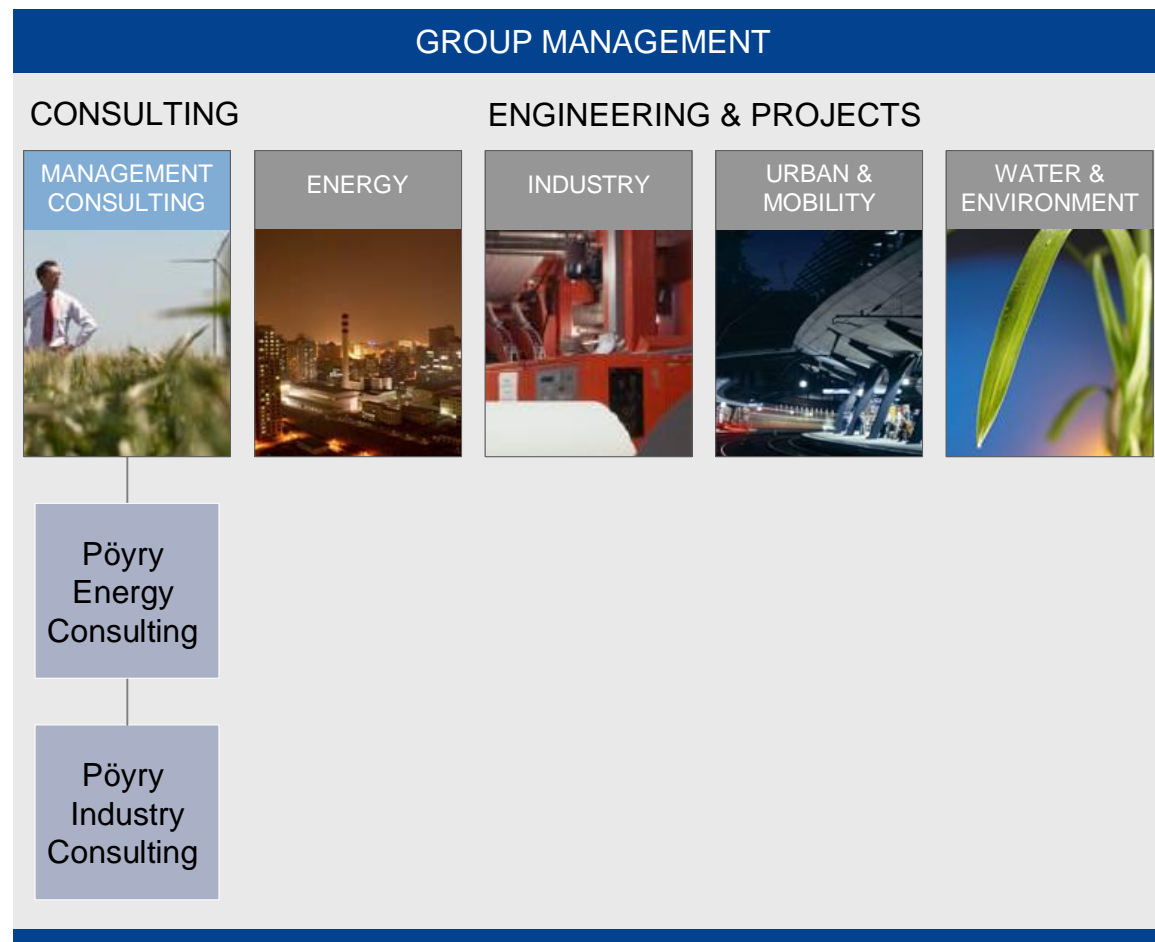 GROUP MANAGEMENT
CONSULTING
ENGINEERING & PROJECTS
MANAGEMENT
CONSULTING
ENERGY
INDUSTRY
URBAN &
MOBILITY
WATER &
ENVIRONMENT
Pöyry
Energy
Consulting
Pöyry
Industry
Consulting